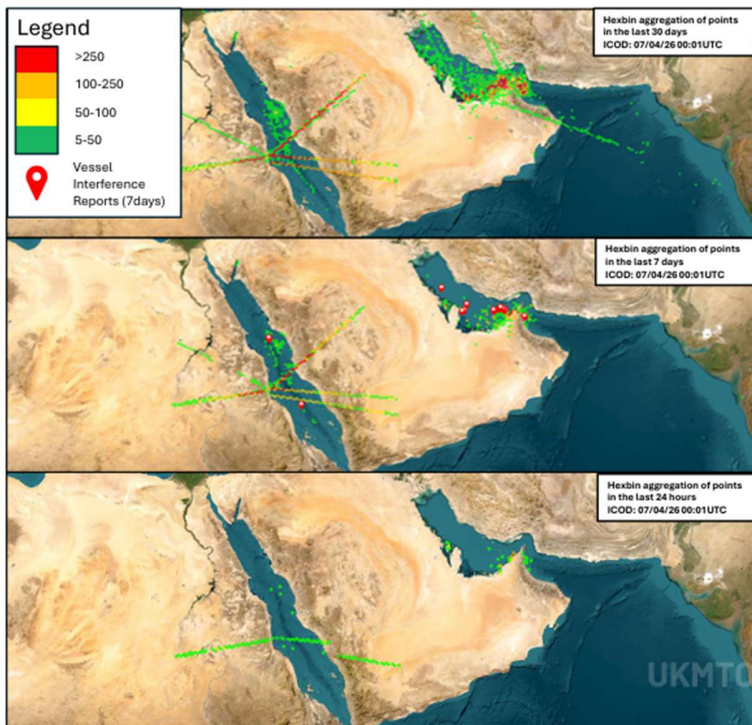 Legend
>250
100-250
50-100
5-50
Vessel
Interference
Reports (7days)
Hexbin aggregation of points
in the last 30 days
ICOD: 07/04/26 00:01UTC
Hexbin aggregation of points
in the last 7 days
ICOD: 07/04/26 00:01UTC
Hexbin aggregation of points
in the last 24 hours
ICOD: 07/04/26 00:01UTC
UKMTO